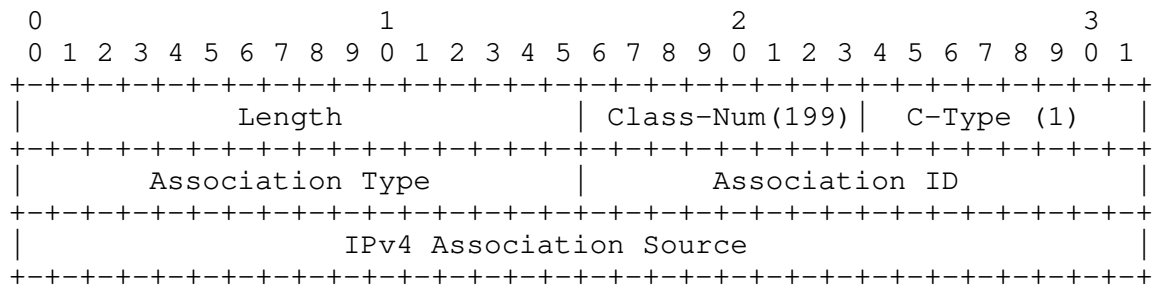 0                   1                   2                   3
 0 1 2 3 4 5 6 7 8 9 0 1 2 3 4 5 6 7 8 9 0 1 2 3 4 5 6 7 8 9 0 1
+-+-+-+-+-+-+-+-+-+-+-+-+-+-+-+-+-+-+-+-+-+-+-+-+-+-+-+-+-+-+-+-+
|            Length             | Class-Num(199)|  C-Type (1)   |
+-+-+-+-+-+-+-+-+-+-+-+-+-+-+-+-+-+-+-+-+-+-+-+-+-+-+-+-+-+-+-+-+
|       Association Type        |       Association ID          |
+-+-+-+-+-+-+-+-+-+-+-+-+-+-+-+-+-+-+-+-+-+-+-+-+-+-+-+-+-+-+-+-+
|                  IPv4 Association Source                      |
+-+-+-+-+-+-+-+-+-+-+-+-+-+-+-+-+-+-+-+-+-+-+-+-+-+-+-+-+-+-+-+-+